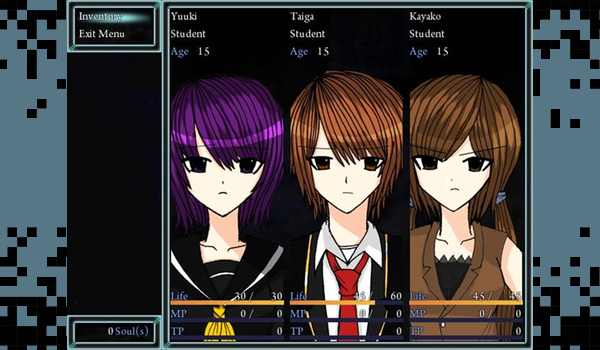 Inventory
Exit Menu
Yuuki
Student
Age 15
Taiga
Student
Age 15
Kayako
Student
Age 15
Life 30 / 30
MP 0 / 0
TP 0
Life 45 / 60
MP 0 / 0
TP 0
Life 45 / 45
MP 0 / 0
TP 0
0 Soul(s)